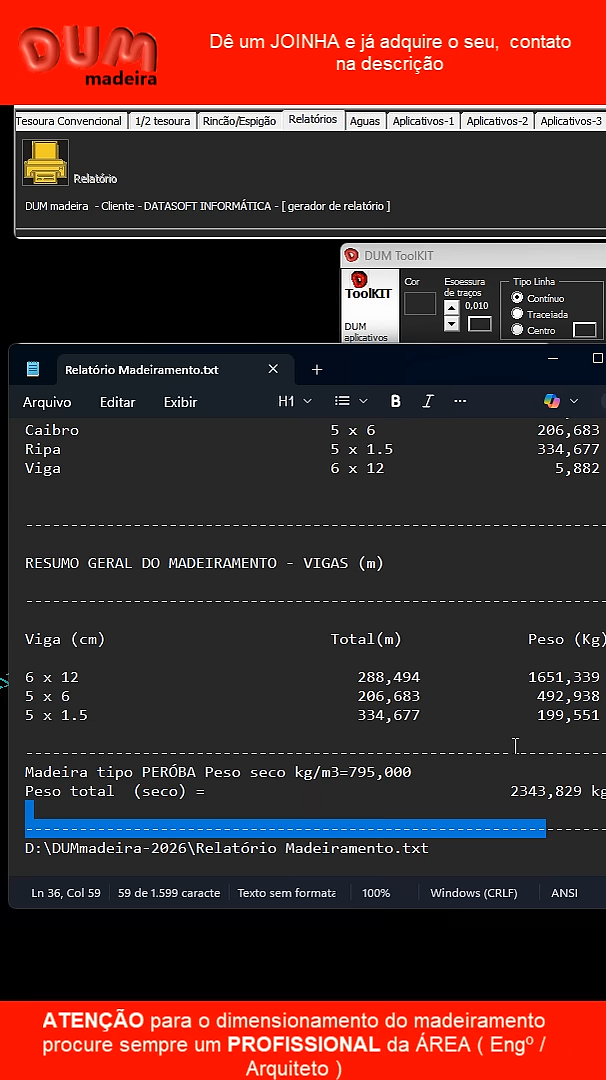 DUM
madeira
Dê um JOINHA e já adquire o seu, contato
na descrição
Tesoura Convencional
1/2 tesoura
Rincão/Espigão
Relatórios
Aguas
Aplicativos-1
Aplicativos-2
Aplicativos-3
Relatório
DUM madeira - Cliente - DATASOFT INFORMÁTICA - [ gerador de relatório ]
DUM ToolKIT
ToolKIT
DUM
aplicativos
Cor
Espessura
de traços
0,010
Tipo Linha
Contínuo
Traceiada
Centro
Relatório Madeiramento.txt
Arquivo Editar Exibir H1 B I
Caibro 5 x 6 206,683
Ripa 5 x 1.5 334,677
Viga 6 x 12 5,882
--------------------------------------------------
RESUMO GERAL DO MADEIRAMENTO - VIGAS (m)
--------------------------------------------------
Viga (cm) Total(m) Peso (Kg)
6 x 12 288,494 1651,339
5 x 6 206,683 492,938
5 x 1.5 334,677 199,551
--------------------------------------------------
Madeira tipo PERÓBA Peso seco kg/m3=795,000
Peso total (seco) = 2343,829 kg
--------------------------------------------------
D:\DUMmadeira-2026\Relatório Madeiramento.txt
Ln 36, Col 59 59 de 1.599 caracte Texto sem formata 100% Windows (CRLF) ANSI
ATENÇÃO para o dimensionamento do madeiramento
procure sempre um PROFISSIONAL da ÁREA ( Engº /
Arquiteto )